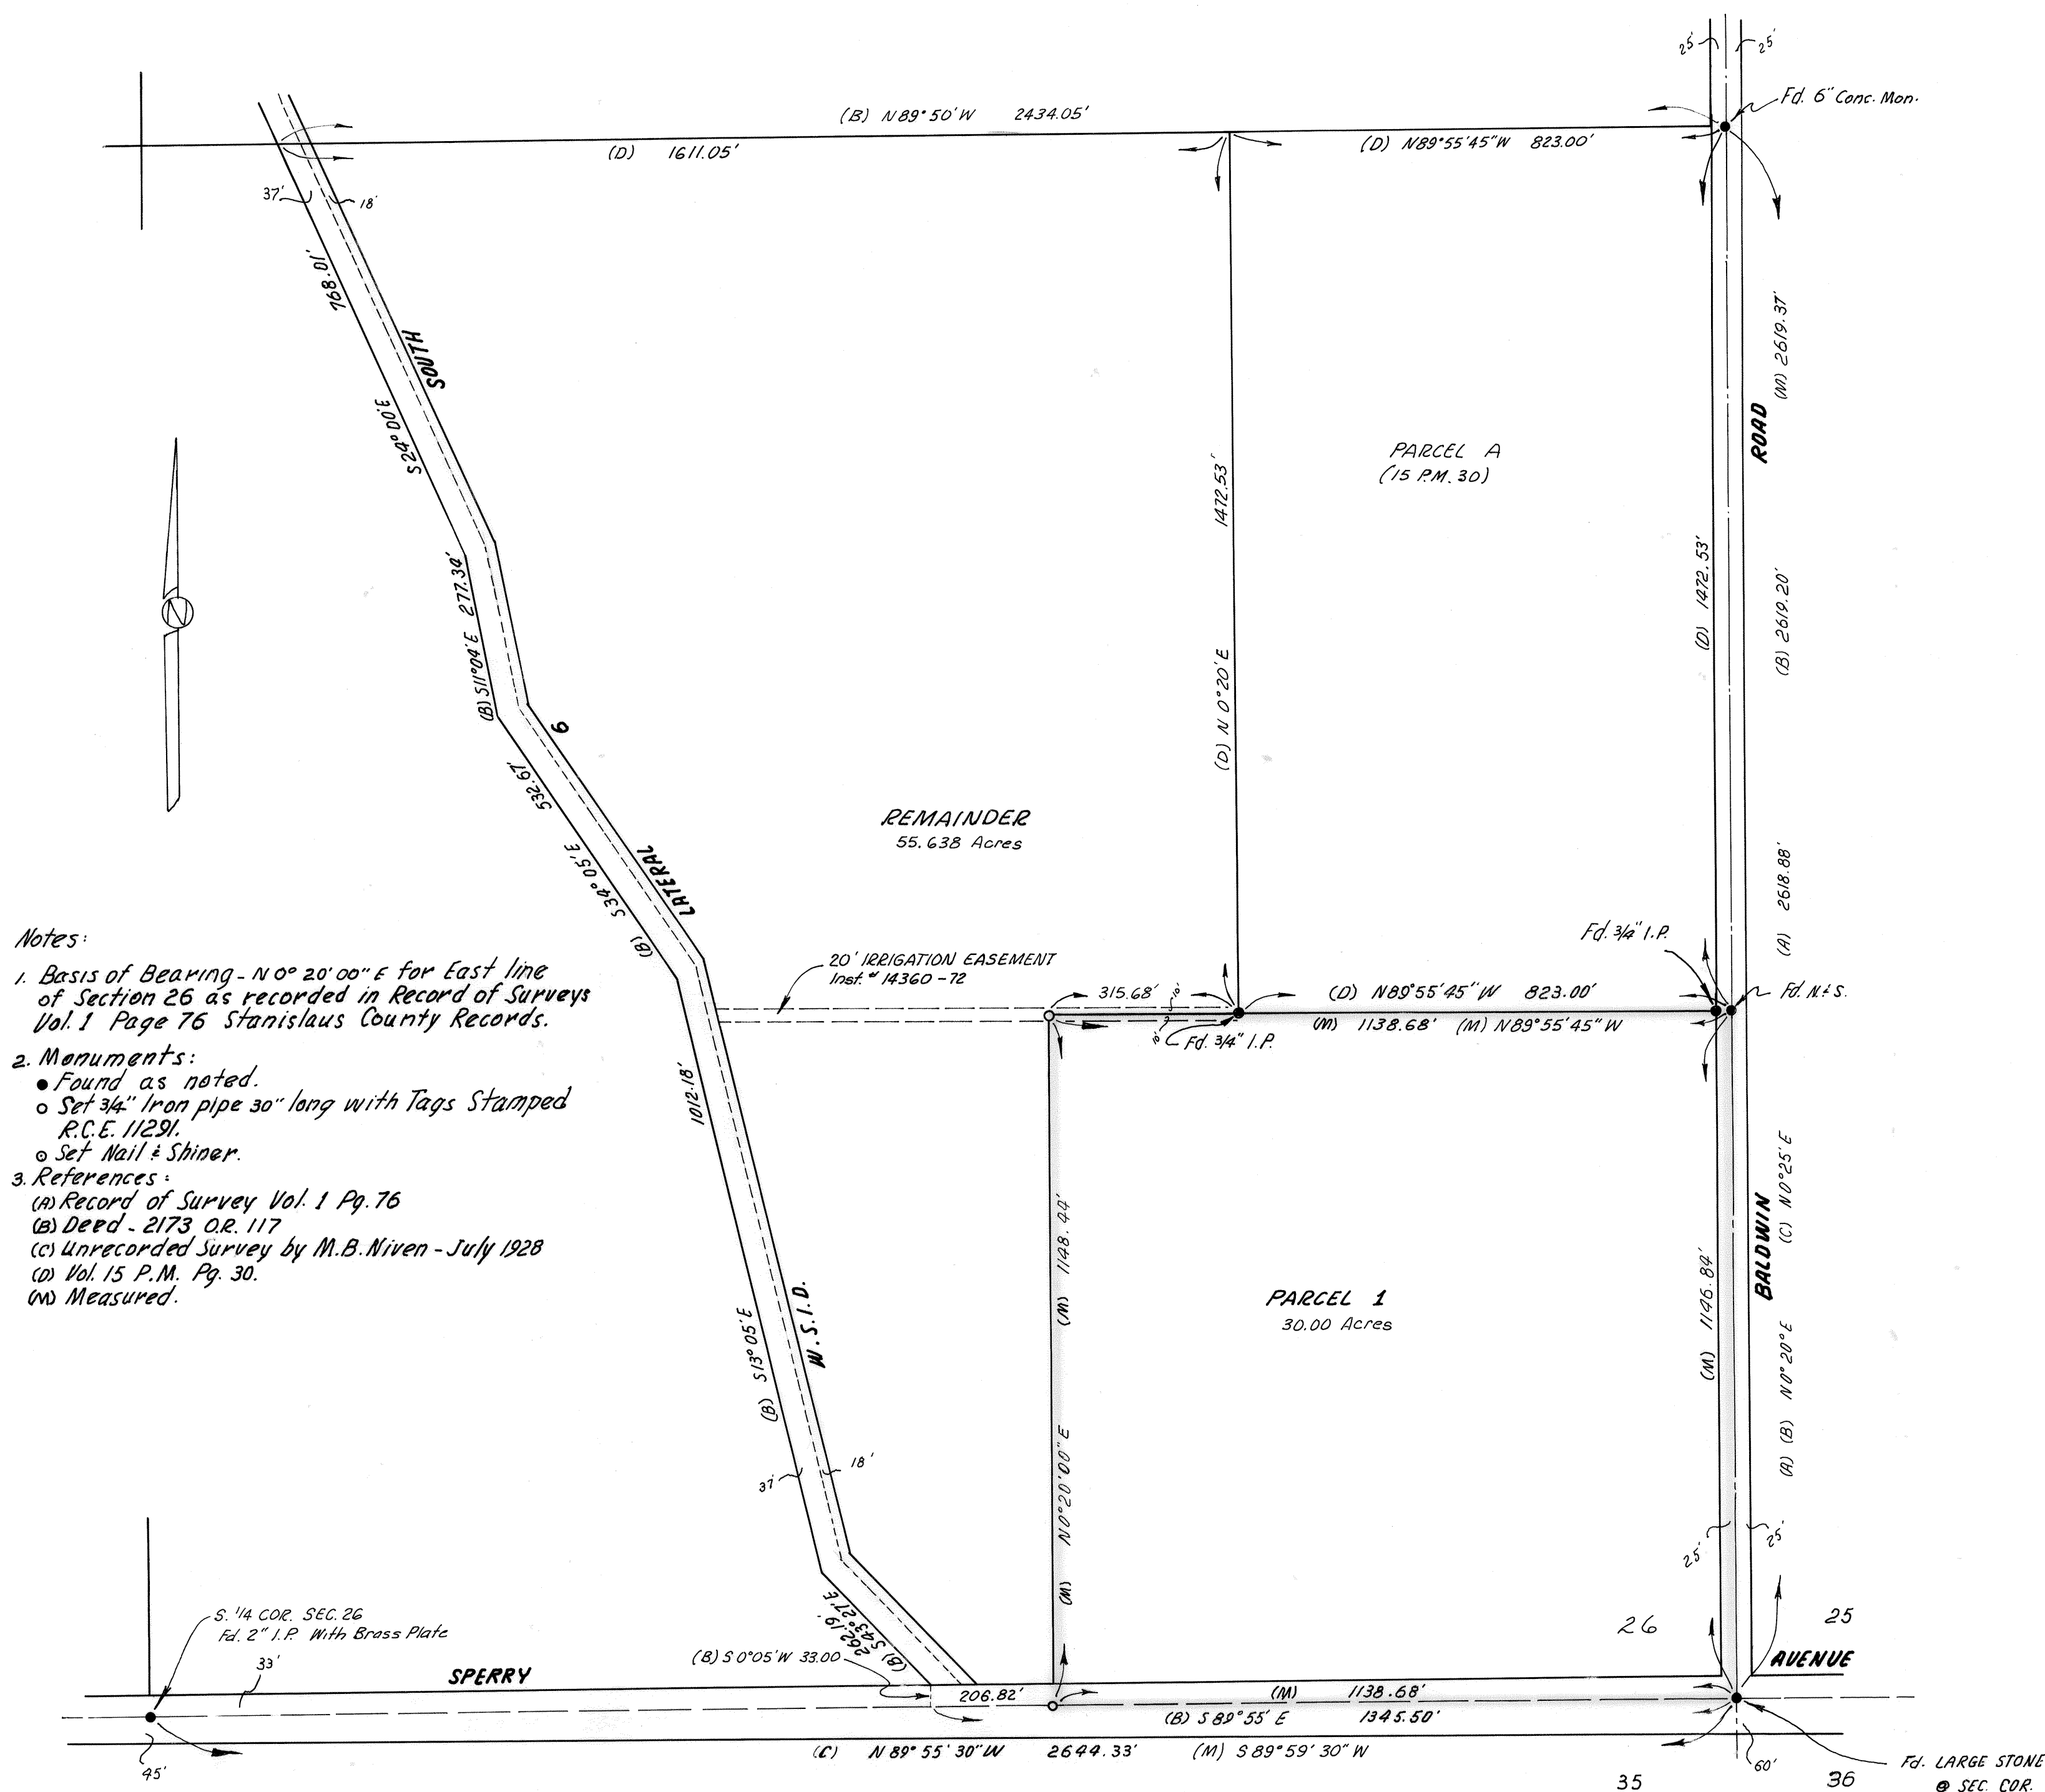 25'
25'
Fd. 6" Conc. Mon.
(B) N89°50'W 2434.05'
(D) 1611.05'
(D) N89°55'45"W 823.00'
37'
18'
768.01'
SOUTH
S24°00'E
(M) 2619.37'
ROAD
PARCEL A
(15 P.M. 30)
1472.53'
(D) N0°20'E
(D) 1472.53'
(B) 2619.20'
N
(B) S11°04'E 277.34'
6
532.67'
(B) S34°05'E
LATERAL
REMAINDER
55.638 Acres
(A) 2618.88'
Fd. 3/4" I.P.
20' IRRIGATION EASEMENT
Inst. # 14360-72
315.68'
10'
10'
(D) N89°55'45"W 823.00'
Fd. N.& S.
(M) 1138.68' (M) N89°55'45"W
Fd. 3/4" I.P.
Notes:
1. Basis of Bearing - N0°20'00"E for East line
of Section 26 as recorded in Record of Surveys
Vol. 1 Page 76 Stanislaus County Records.
2. Monuments:
● Found as noted.
○ Set 3/4" Iron pipe 30" long with Tags Stamped
R.C.E. 11291.
⊙ Set Nail & Shiner.
3. References:
(A) Record of Survey Vol. 1 Pg. 76
(B) Deed - 2173 O.R. 117
(C) Unrecorded Survey by M.B. Niven - July 1928
(D) Vol. 15 P.M. Pg. 30.
(M) Measured.
1012.18'
(B) S13°05'E
W.S.I.D.
(M) 1148.44'
(M) N0°20'00"E
PARCEL 1
30.00 Acres
(M) 1146.84'
BALDWIN
(C) N0°25'E
(A) (B) N0°20'E
37'
18'
25'
25'
262.19'
(B) S43°27'E
S. 1/4 COR. SEC. 26
Fd. 2" I.P. With Brass Plate
33'
SPERRY
(B) S0°05'W 33.00
26
25
AVENUE
206.82'
(M) 1138.68'
(B) S89°55'E 1345.50'
(C) N89°55'30"W 2644.33' (M) S89°59'30"W
45'
60'
Fd. LARGE STONE
@ SEC. COR.
35
36